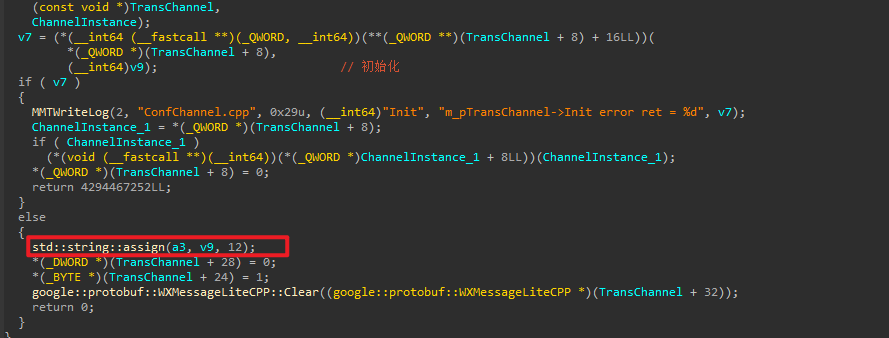 (const void *)TransChannel,
ChannelInstance);
v7 = (*(__int64 (__fastcall **)(_QWORD, __int64))(**(_QWORD **)(TransChannel + 8) + 16LL))(
*(_QWORD *)(TransChannel + 8),
(__int64)v9); // 初始化
if ( v7 )
{
MMTWriteLog(2, "ConfChannel.cpp", 0x29u, (__int64)"Init", "m_pTransChannel->Init error ret = %d", v7);
ChannelInstance_1 = *(_QWORD *)(TransChannel + 8);
if ( ChannelInstance_1 )
(*(void (__fastcall **)(__int64))(*(_QWORD *)ChannelInstance_1 + 8LL))(ChannelInstance_1);
*(_QWORD *)(TransChannel + 8) = 0;
return 4294467252LL;
}
else
{
std::string::assign(a3, v9, 12);
*(_DWORD *)(TransChannel + 28) = 0;
*(_BYTE *)(TransChannel + 24) = 1;
google::protobuf::WXMessageLiteCPP::Clear((google::protobuf::WXMessageLiteCPP *)(TransChannel + 32));
return 0;
}